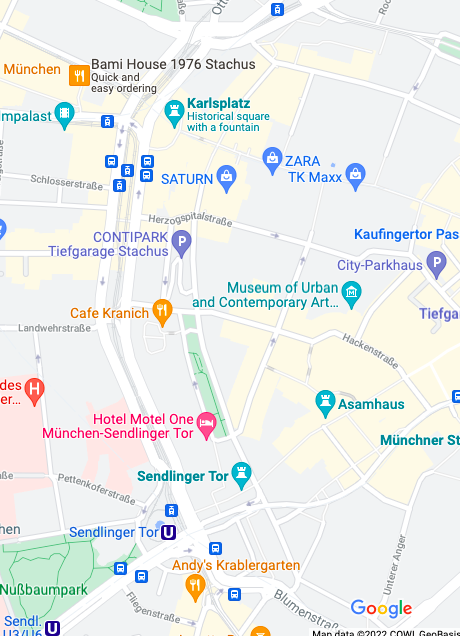 Otto
München
Bami House 1976 Stachus
Quick and
easy ordering
Karlsplatz
Historical square
with a fountain
mpalast
ZARA
TK Maxx
SATURN
Schlosserstraße
Herzogspitalstraße
Kaufingertor Pas
CONTIPARK
Tiefgarage Stachus
P
City-Parkhaus
P
Museum of Urban
and Contemporary Art...
Tiefga
Cafe Kranich
Landwehrstraße
Hackenstraße
des
er...
H
Asamhaus
Hotel Motel One
München-Sendlinger Tor
Münchner St
Sendlinger Tor
Pettenkoferstraße
chen
Sendlinger Tor
U
Unterer Anger
Andy's Krablergarten
Nußbaumpark
Fliegenstraße
Blumenstraße
Google
Sendl.
U3/U6
U
Map data ©2022 COWI, GeoBasis